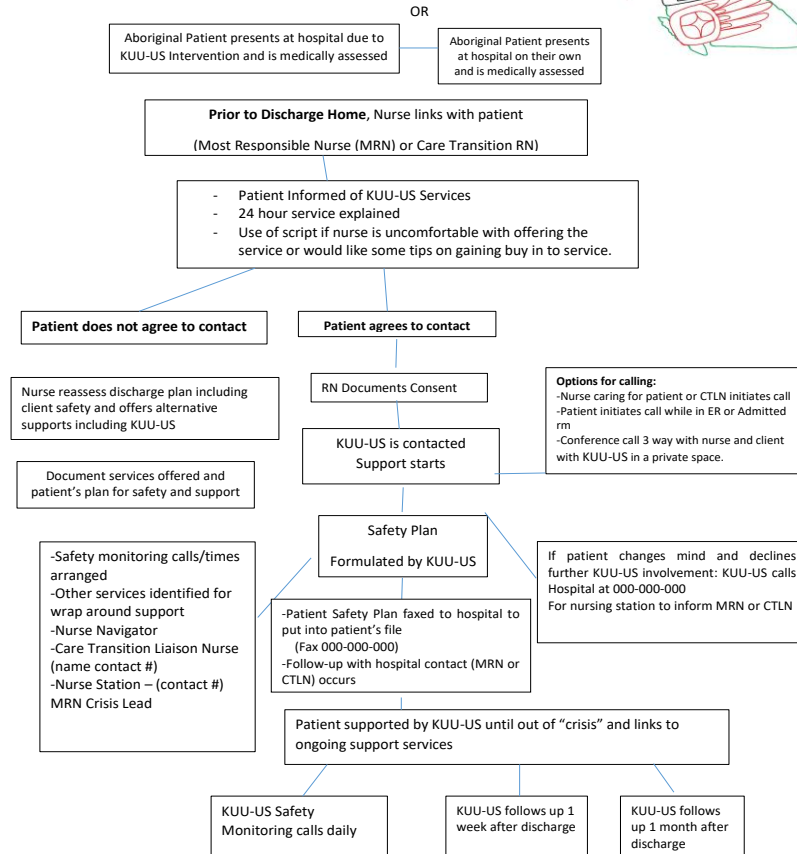 OR
Aboriginal Patient presents at hospital due to
KUU-US Intervention and is medically assessed
Aboriginal Patient presents
at hospital on their own
and is medically assessed
Prior to Discharge Home, Nurse links with patient
(Most Responsible Nurse (MRN) or Care Transition RN)
- Patient Informed of KUU-US Services
- 24 hour service explained
- Use of script if nurse is uncomfortable with offering the
service or would like some tips on gaining buy in to service.
Patient does not agree to contact
Patient agrees to contact
Nurse reassess discharge plan including
client safety and offers alternative
supports including KUU-US
RN Documents Consent
Options for calling:
-Nurse caring for patient or CTLN initiates call
-Patient initiates call while in ER or Admitted
rm
-Conference call 3 way with nurse and client
with KUU-US in a private space.
KUU-US is contacted
Support starts
Document services offered and
patient's plan for safety and support
Safety Plan
Formulated by KUU-US
-Safety monitoring calls/times
arranged
-Other services identified for
wrap around support
-Nurse Navigator
-Care Transition Liaison Nurse
(name contact #)
-Nurse Station – (contact #)
MRN Crisis Lead
If patient changes mind and declines
further KUU-US involvement: KUU-US calls
Hospital at 000-000-000
For nursing station to inform MRN or CTLN
-Patient Safety Plan faxed to hospital to
put into patient's file
(Fax 000-000-000)
-Follow-up with hospital contact (MRN or
CTLN) occurs
Patient supported by KUU-US until out of "crisis" and links to
ongoing support services
KUU-US Safety
Monitoring calls daily
KUU-US follows up 1
week after discharge
KUU-US follows
up 1 month after
discharge